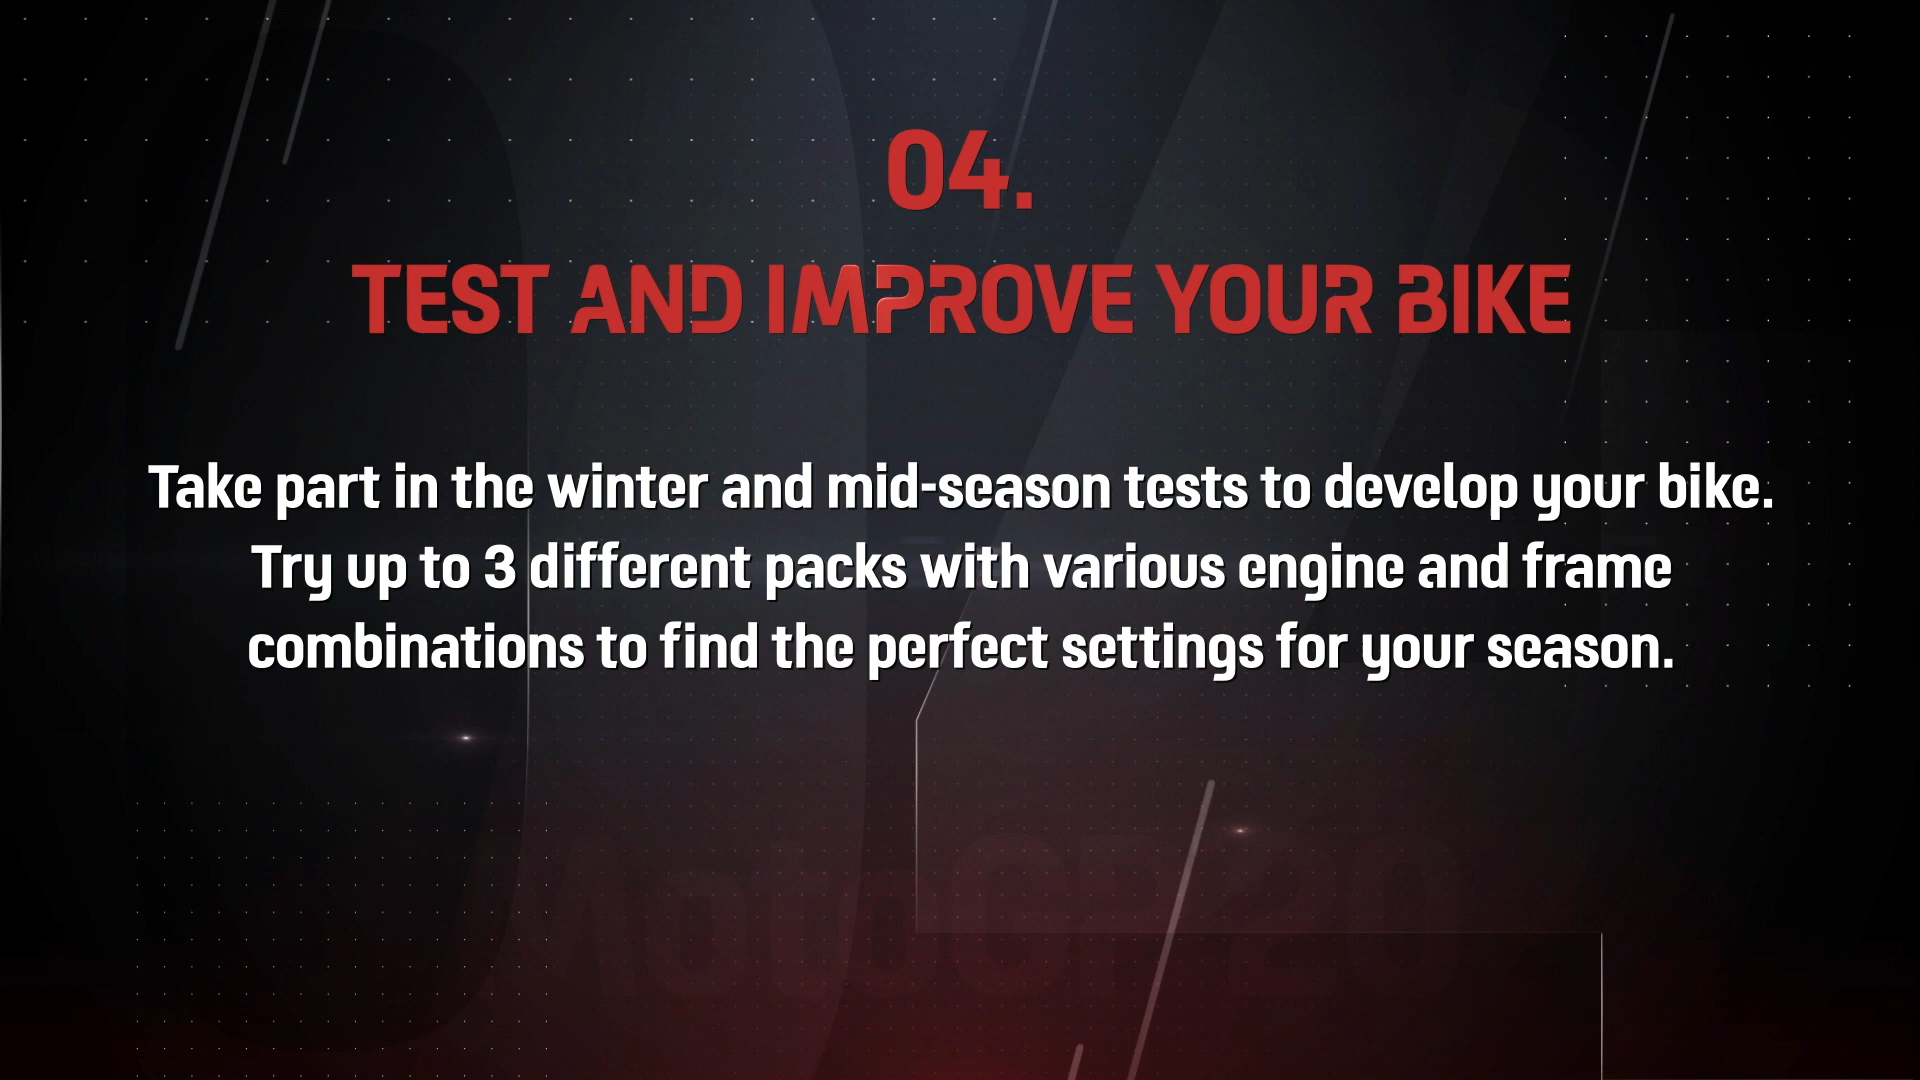 04.
TEST AND IMPROVE YOUR BIKE
Take part in the winter and mid-season tests to develop your bike.
Try up to 3 different packs with various engine and frame
combinations to find the perfect settings for your season.
MotoGP 20